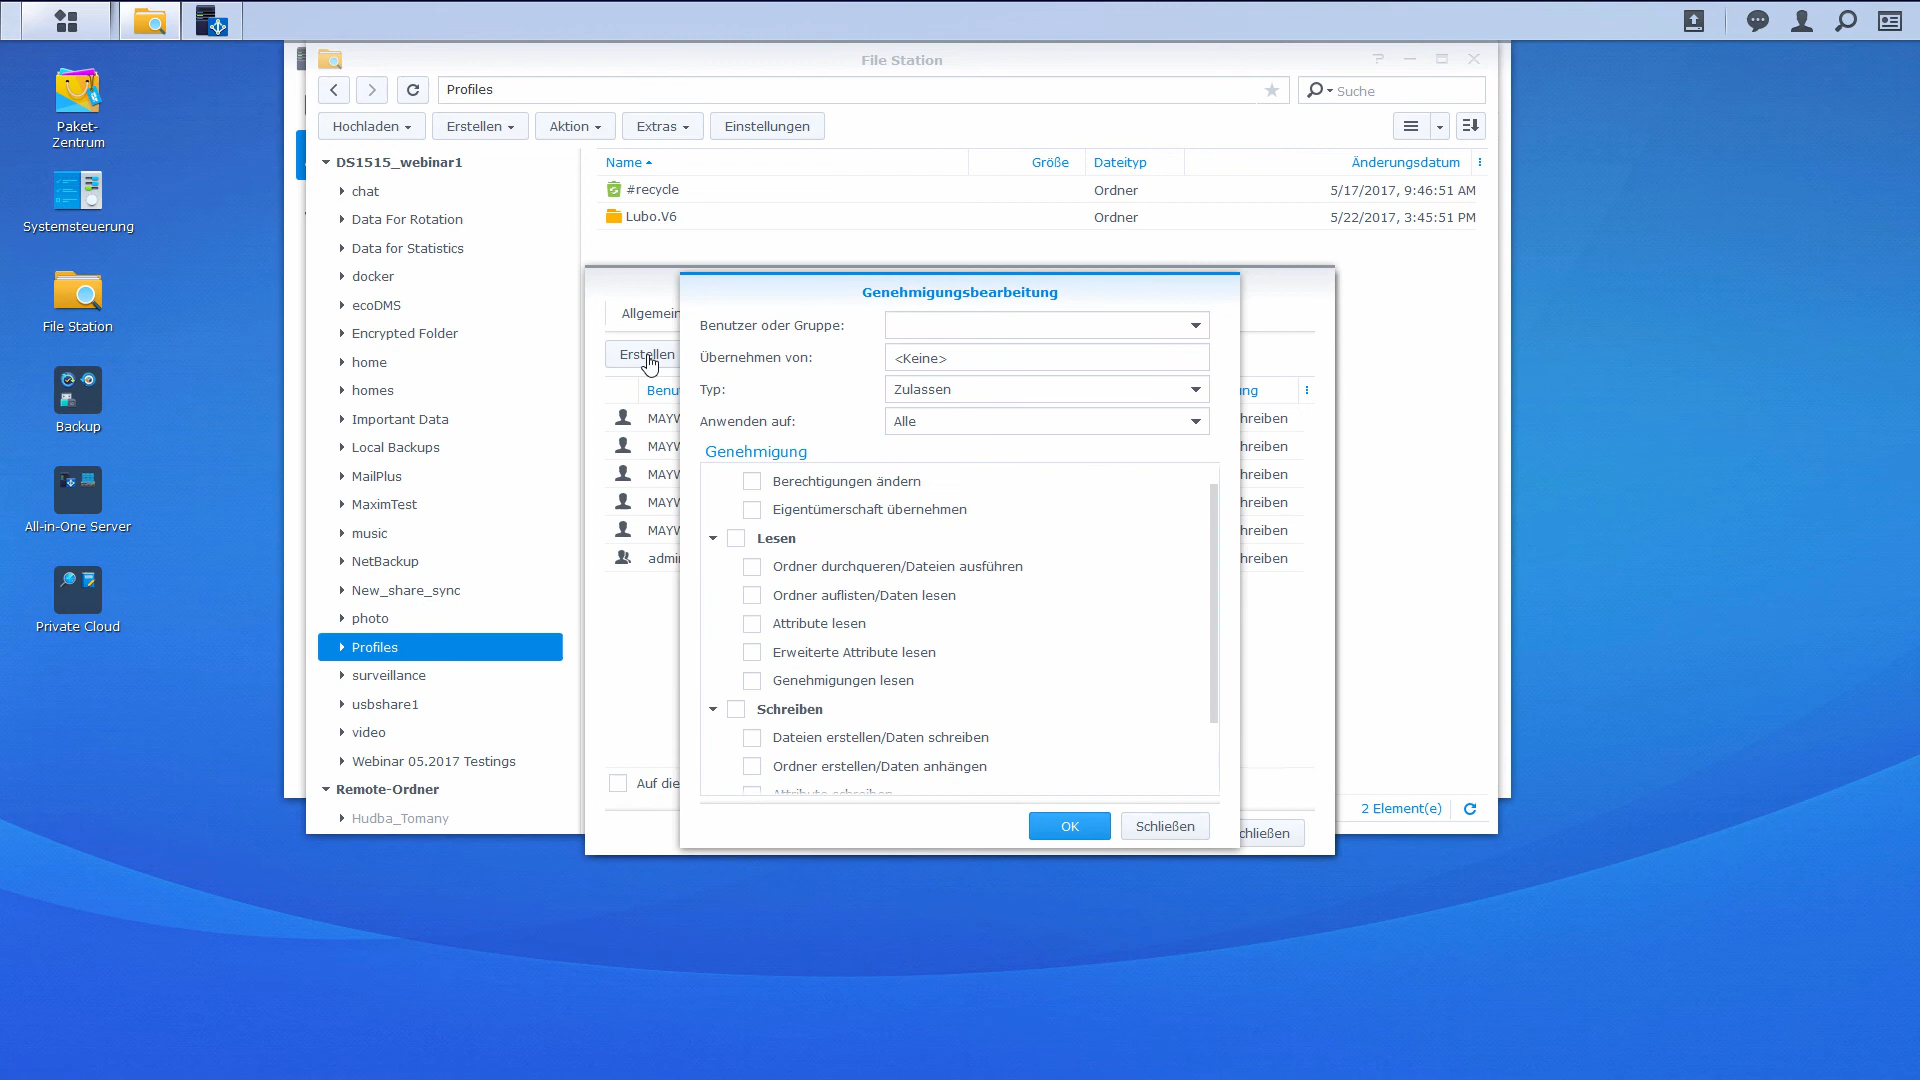 File Station
Profiles
Suche
Hochladen
Erstellen
Aktion
Extras
Einstellungen
Paket-
Zentrum
Systemsteuerung
File Station
Backup
All-in-One Server
Private Cloud
DS1515_webinar1
chat
Data For Rotation
Data for Statistics
docker
ecoDMS
Encrypted Folder
home
homes
Important Data
Local Backups
MailPlus
MaximTest
music
NetBackup
New_share_sync
photo
Profiles
surveillance
usbshare1
video
Webinar 05.2017 Testings
Remote-Ordner
Hudba_Tomany
Name Größe Dateityp Änderungsdatum
#recycle Ordner 5/17/2017, 9:46:51 AM
Lubo.V6 Ordner 5/22/2017, 3:45:51 PM
2 Element(e)
Allgemein
Erstellen
Benu ng
MAYW hreiben
MAYW hreiben
MAYW hreiben
MAYW hreiben
MAYW hreiben
admi hreiben
Auf die
chließen
Genehmigungsbearbeitung
Benutzer oder Gruppe:
Übernehmen von: <Keine>
Typ: Zulassen
Anwenden auf: Alle
Genehmigung
Berechtigungen ändern
Eigentümerschaft übernehmen
Lesen
Ordner durchqueren/Dateien ausführen
Ordner auflisten/Daten lesen
Attribute lesen
Erweiterte Attribute lesen
Genehmigungen lesen
Schreiben
Dateien erstellen/Daten schreiben
Ordner erstellen/Daten anhängen
Attribute schreiben
OK Schließen